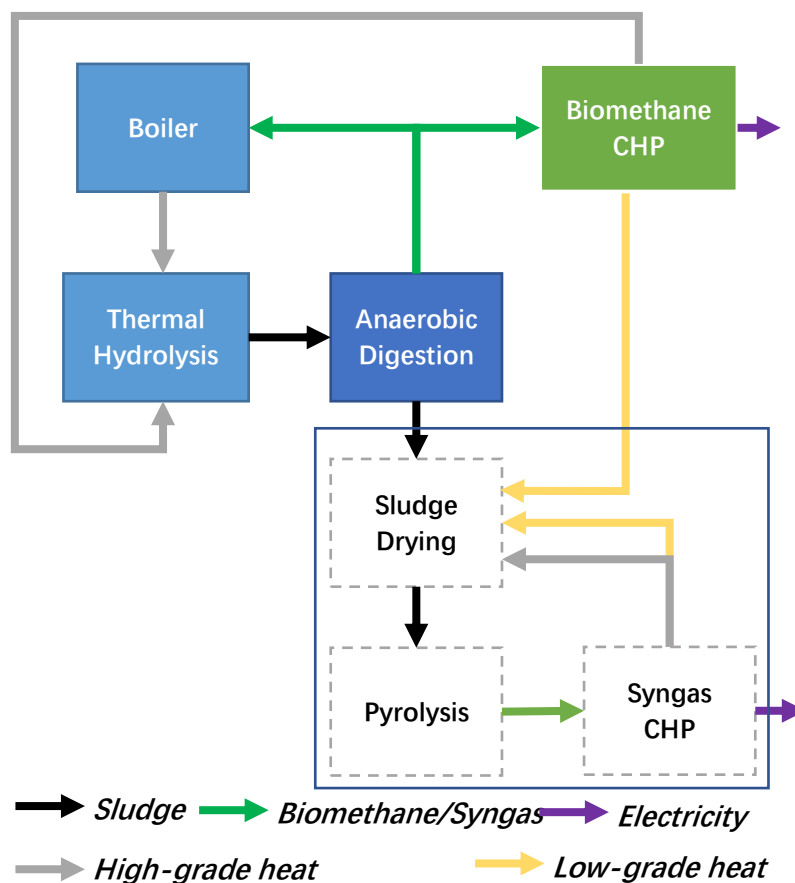 Boiler
Biomethane
CHP
Thermal
Hydrolysis
Anaerobic
Digestion
Sludge
Drying
Pyrolysis
Syngas
CHP
Sludge
Biomethane/Syngas
Electricity
High-grade heat
Low-grade heat